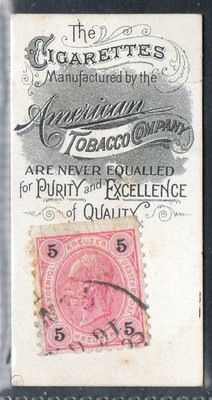 The
CIGARETTES
Manufactured by the
American
TOBACCO COMPANY
ARE NEVER EQUALLED
for PURITY and EXCELLENCE
of QUALITY
KREUZER
5 5
5 5
KREUZER